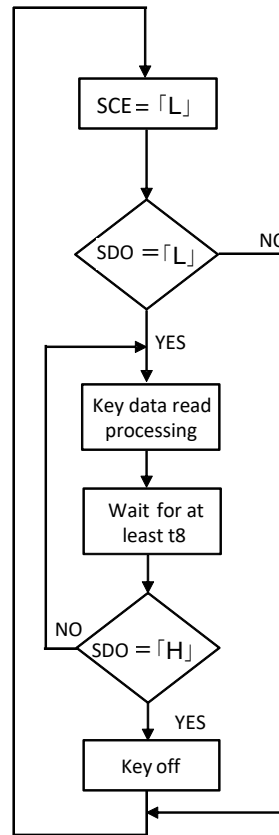 SCE = 「L」
SDO = 「L」
NO
YES
Key data read
processing
Wait for at
least t8
NO
SDO = 「H」
YES
Key off